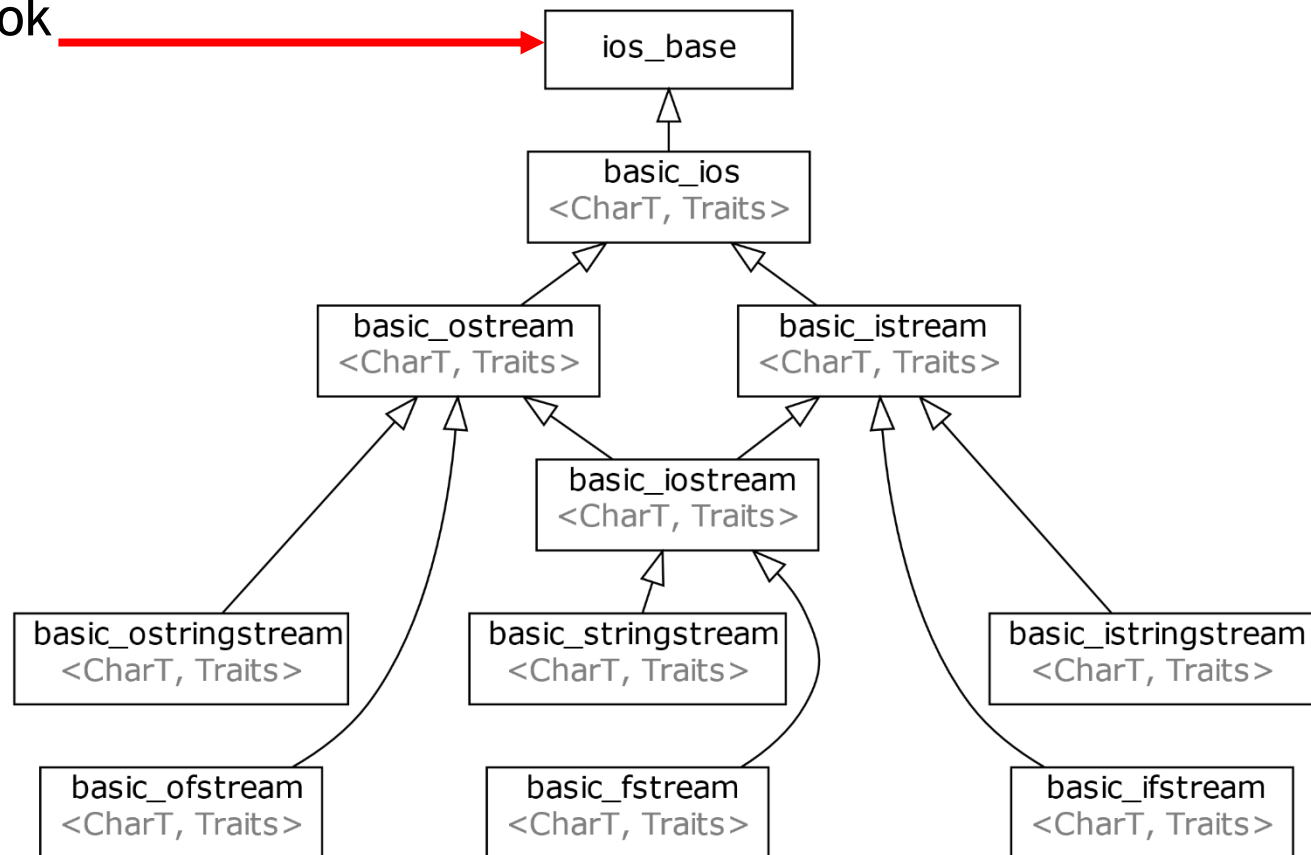 ok
ios_base
basic_ios
<CharT, Traits>
basic_ostream
<CharT, Traits>
basic_istream
<CharT, Traits>
basic_iostream
<CharT, Traits>
basic_ostringstream
<CharT, Traits>
basic_stringstream
<CharT, Traits>
basic_istringstream
<CharT, Traits>
basic_ofstream
<CharT, Traits>
basic_fstream
<CharT, Traits>
basic_ifstream
<CharT, Traits>